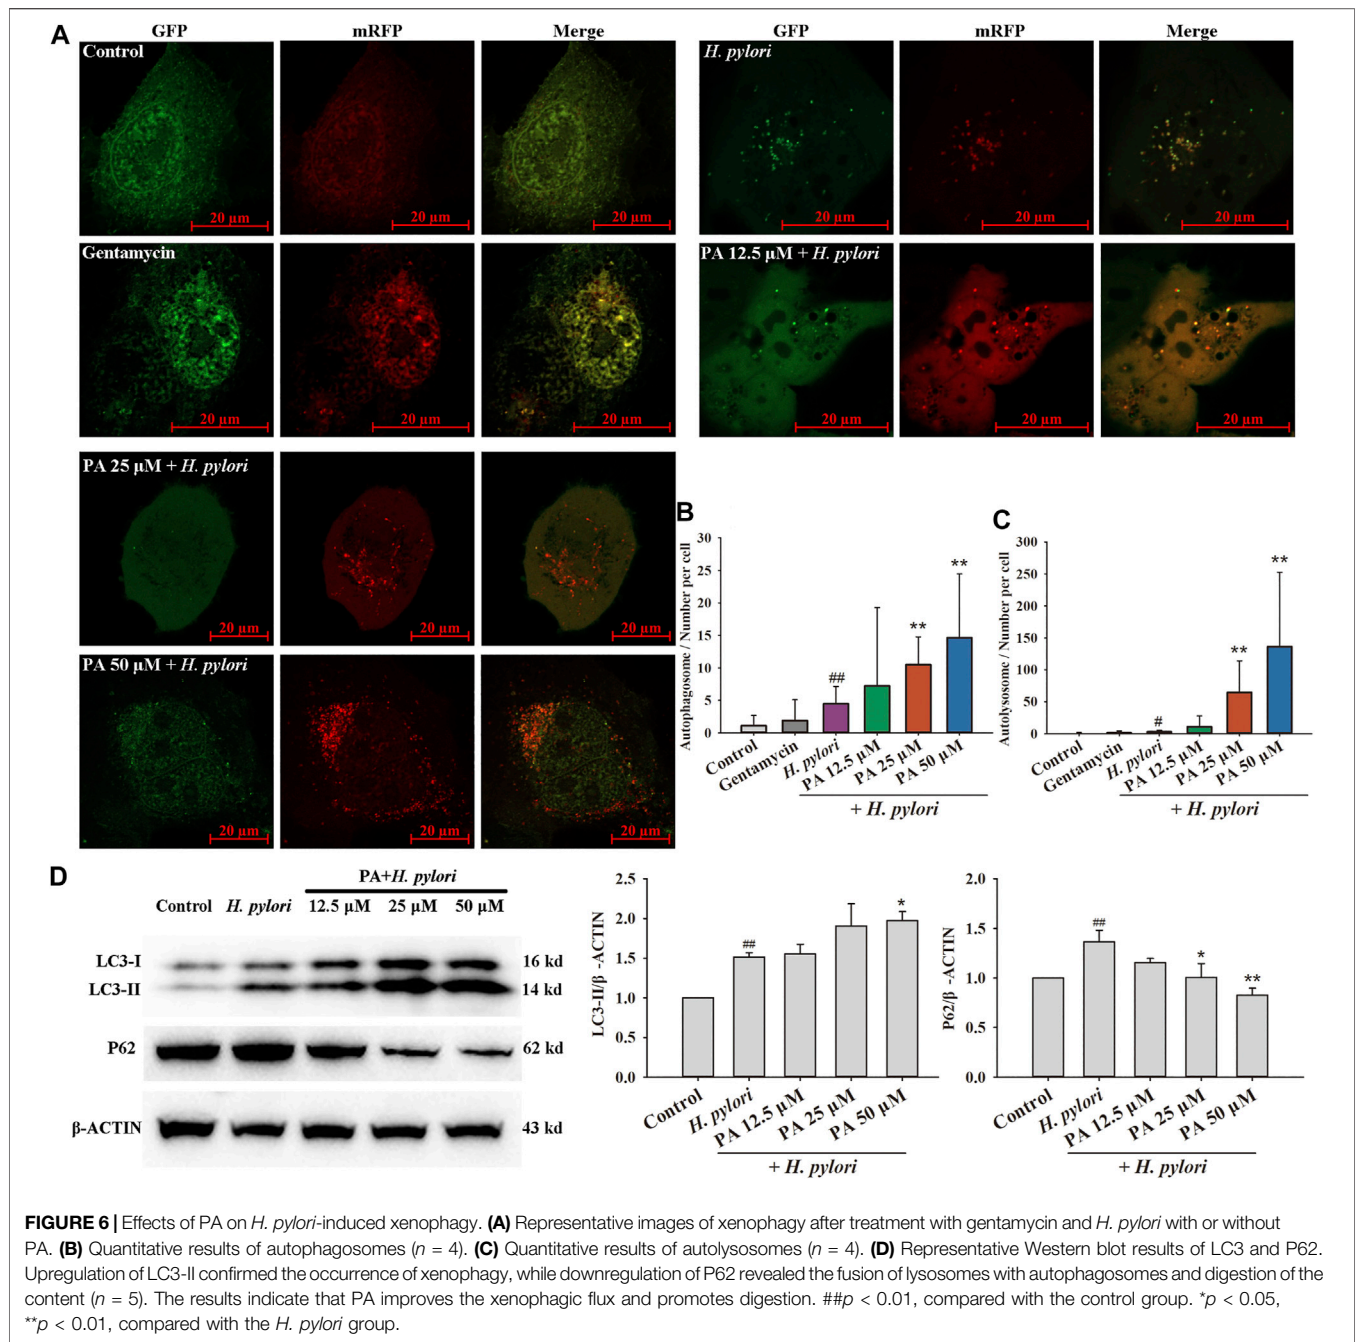 A
GFP
mRFP
Merge
GFP
mRFP
Merge
Control
20 µm
20 µm
20 µm
H. pylori
20 µm
20 µm
20 µm
Gentamycin
20 µm
20 µm
20 µm
PA 12.5 µM + H. pylori
20 µm
20 µm
20 µm
PA 25 µM + H. pylori
20 µm
20 µm
20 µm
PA 50 µM + H. pylori
20 µm
20 µm
20 µm
B
Autophagosome / Number per cell
30
25
20
15
10
5
0
##
**
**
Control
Gentamycin
H. pylori
PA 12.5 µM
PA 25 µM
PA 50 µM
+ H. pylori
C
Autolysosome / Number per cell
300
250
200
150
100
50
0
#
**
**
Control
Gentamycin
H. pylori
PA 12.5 µM
PA 25 µM
PA 50 µM
+ H. pylori
D
PA+H. pylori
Control H. pylori 12.5 µM 25 µM 50 µM
LC3-I 16 kd
LC3-II 14 kd
P62 62 kd
β-ACTIN 43 kd
LC3-II/β -ACTIN
2.5
2.0
1.5
1.0
0.5
0.0
##
*
Control
H. pylori
PA 12.5 µM
PA 25 µM
PA 50 µM
+ H. pylori
P62/β -ACTIN
2.0
1.5
1.0
0.5
0.0
##
*
**
Control
H. pylori
PA 12.5 µM
PA 25 µM
PA 50 µM
+ H. pylori
FIGURE 6 | Effects of PA on H. pylori-induced xenophagy. (A) Representative images of xenophagy after treatment with gentamycin and H. pylori with or without
PA. (B) Quantitative results of autophagosomes (n = 4). (C) Quantitative results of autolysosomes (n = 4). (D) Representative Western blot results of LC3 and P62.
Upregulation of LC3-II confirmed the occurrence of xenophagy, while downregulation of P62 revealed the fusion of lysosomes with autophagosomes and digestion of the
content (n = 5). The results indicate that PA improves the xenophagic flux and promotes digestion. ##p < 0.01, compared with the control group. *p < 0.05,
**p < 0.01, compared with the H. pylori group.